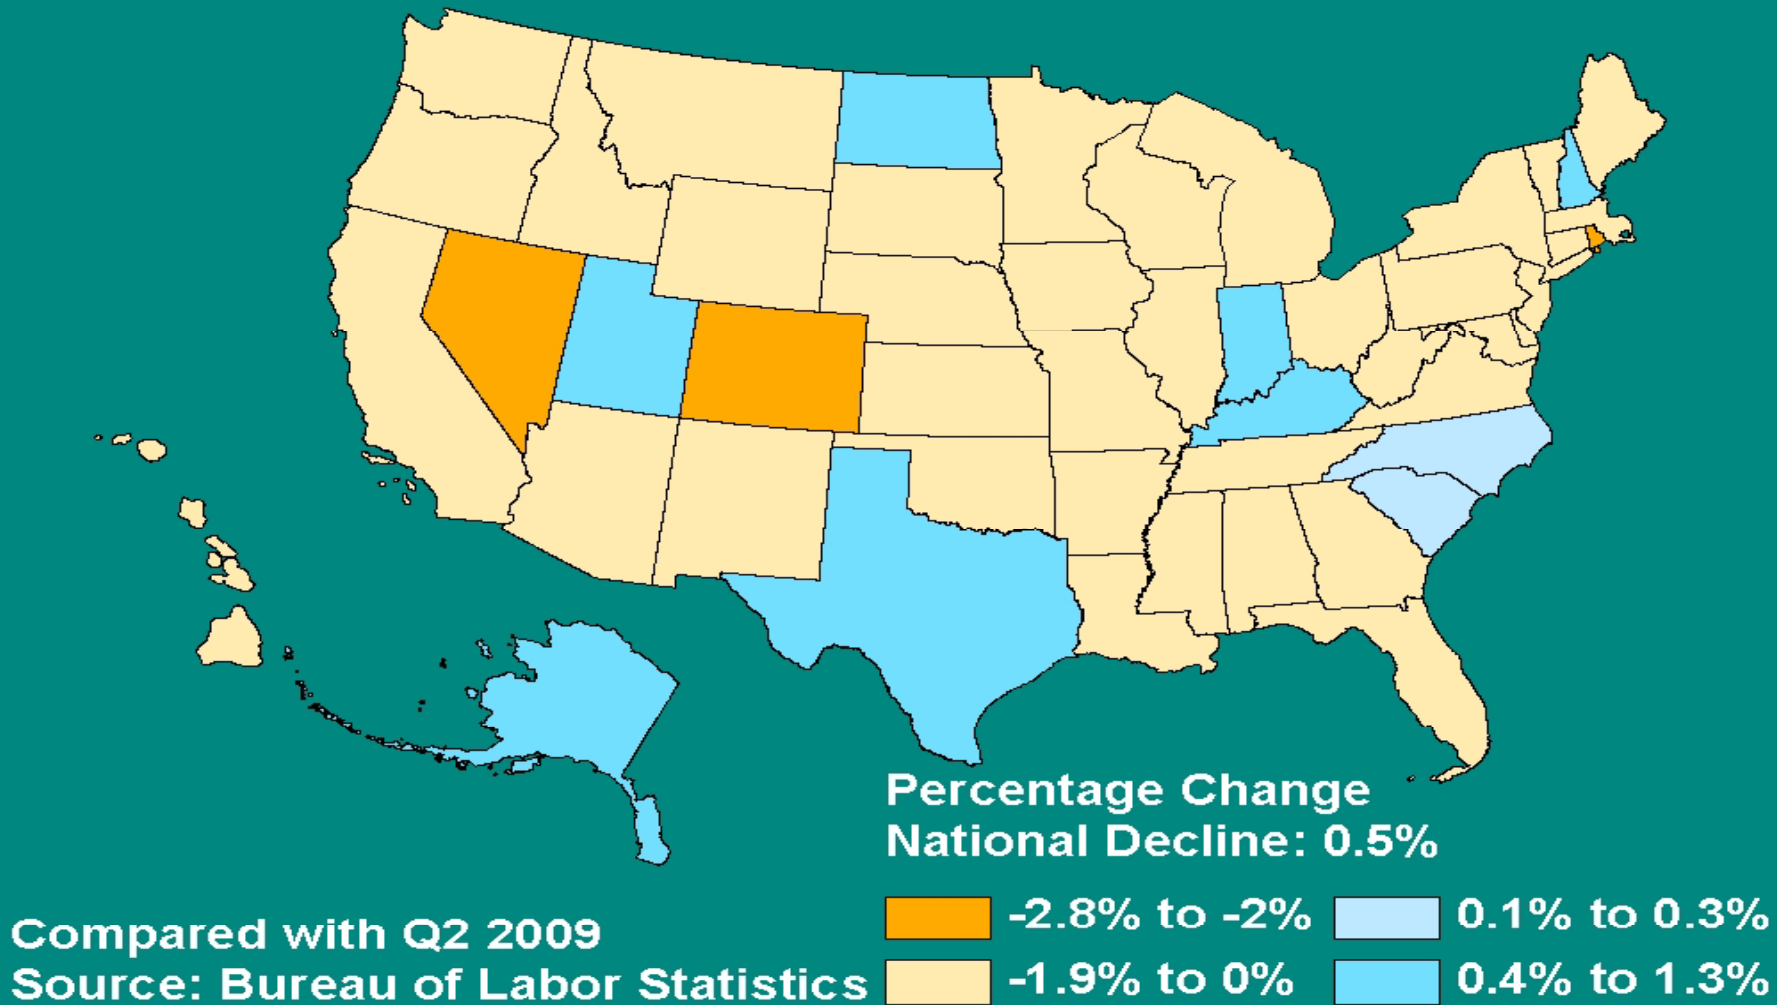 Percentage Change
National Decline: 0.5%
-2.8% to -2%
0.1% to 0.3%
-1.9% to 0%
0.4% to 1.3%
Compared with Q2 2009
Source: Bureau of Labor Statistics